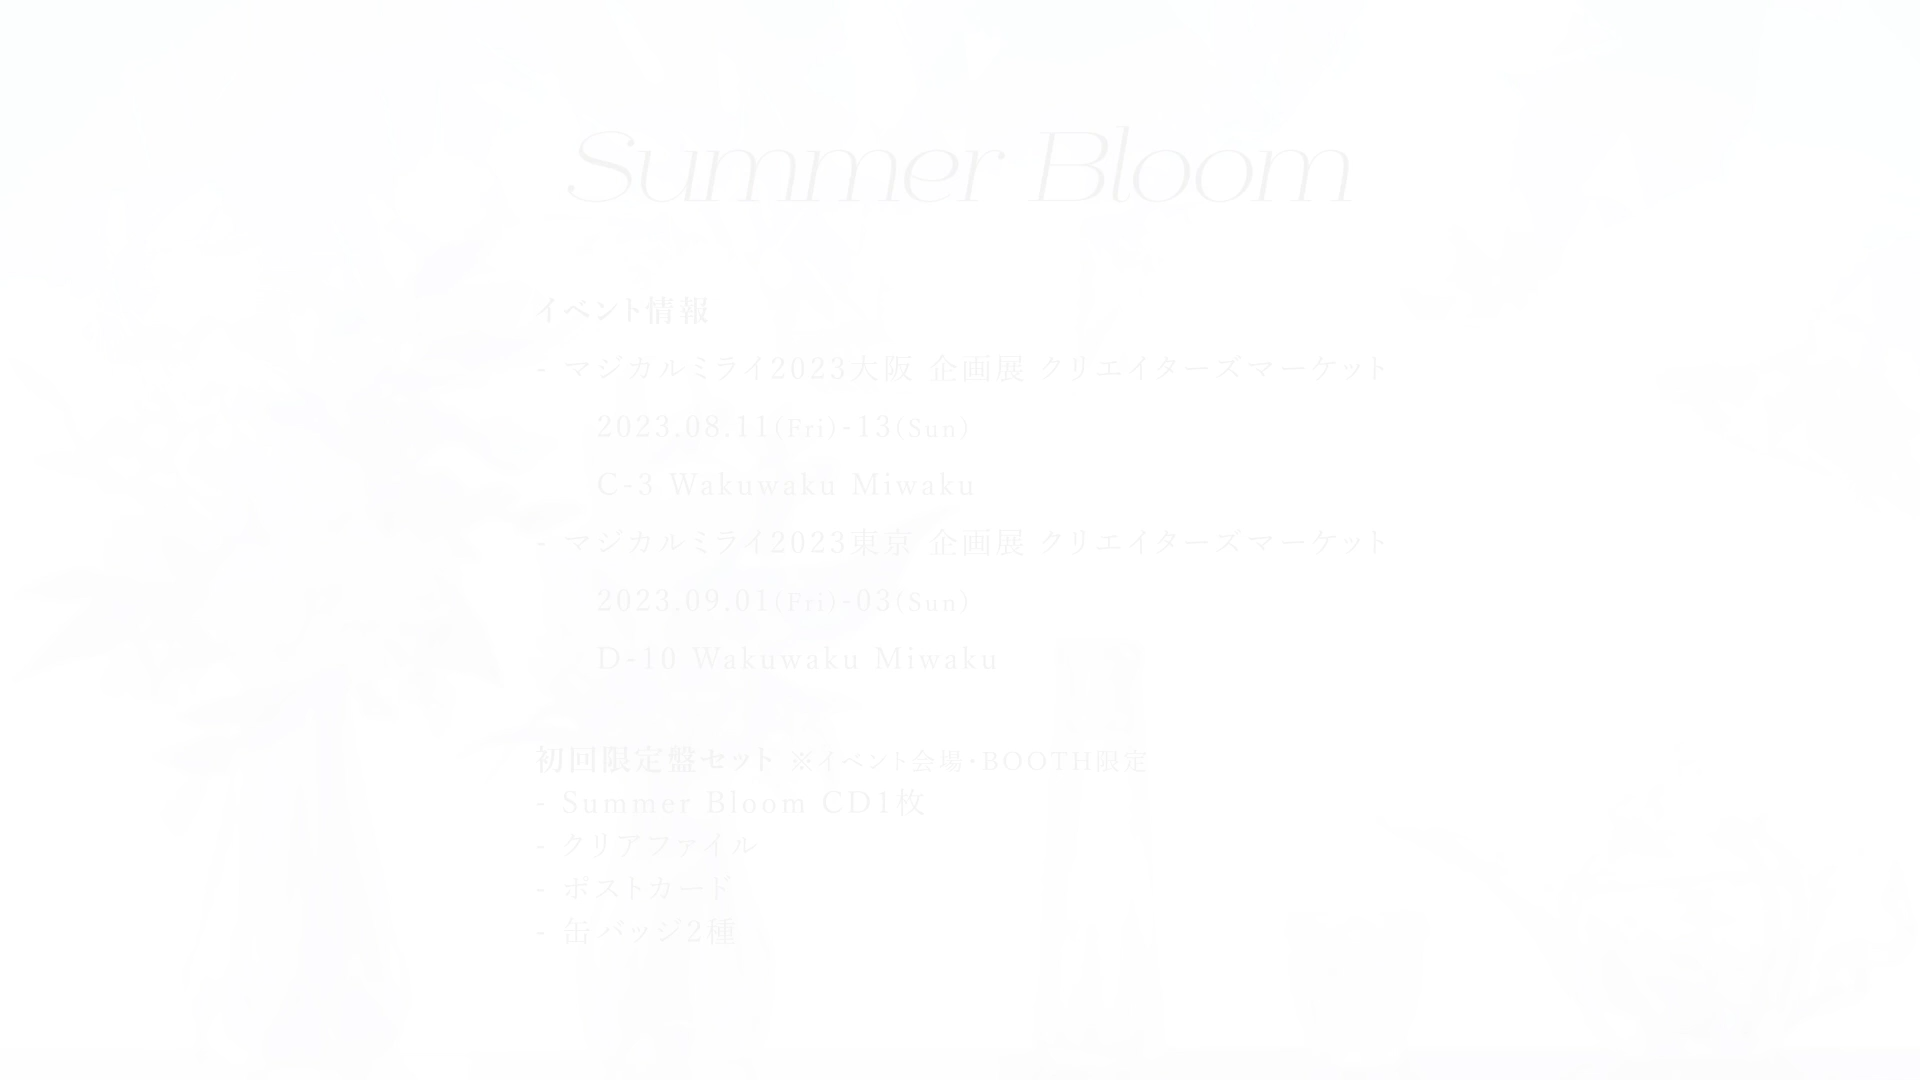 Summer Bloom
イベント情報
- マジカルミライ2023大阪 企画展 クリエイターズマーケット
2023.08.11(Fri)-13(Sun)
C-3 Wakuwaku Miwaku
- マジカルミライ2023東京 企画展 クリエイターズマーケット
2023.09.01(Fri)-03(Sun)
D-10 Wakuwaku Miwaku
初回限定盤セット ※イベント会場・BOOTH限定
- Summer Bloom CD1枚
- クリアファイル
- ポストカード
- 缶バッジ2種